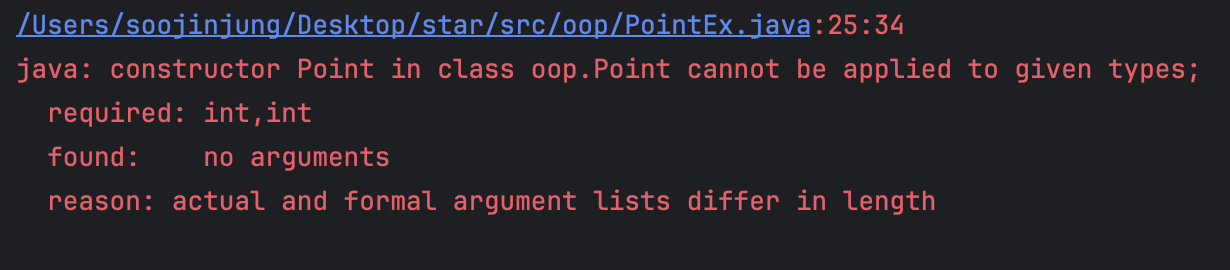 /Users/soojinjung/Desktop/star/src/oop/PointEx.java:25:34
java: constructor Point in class oop.Point cannot be applied to given types;
  required: int,int
  found:    no arguments
  reason: actual and formal argument lists differ in length